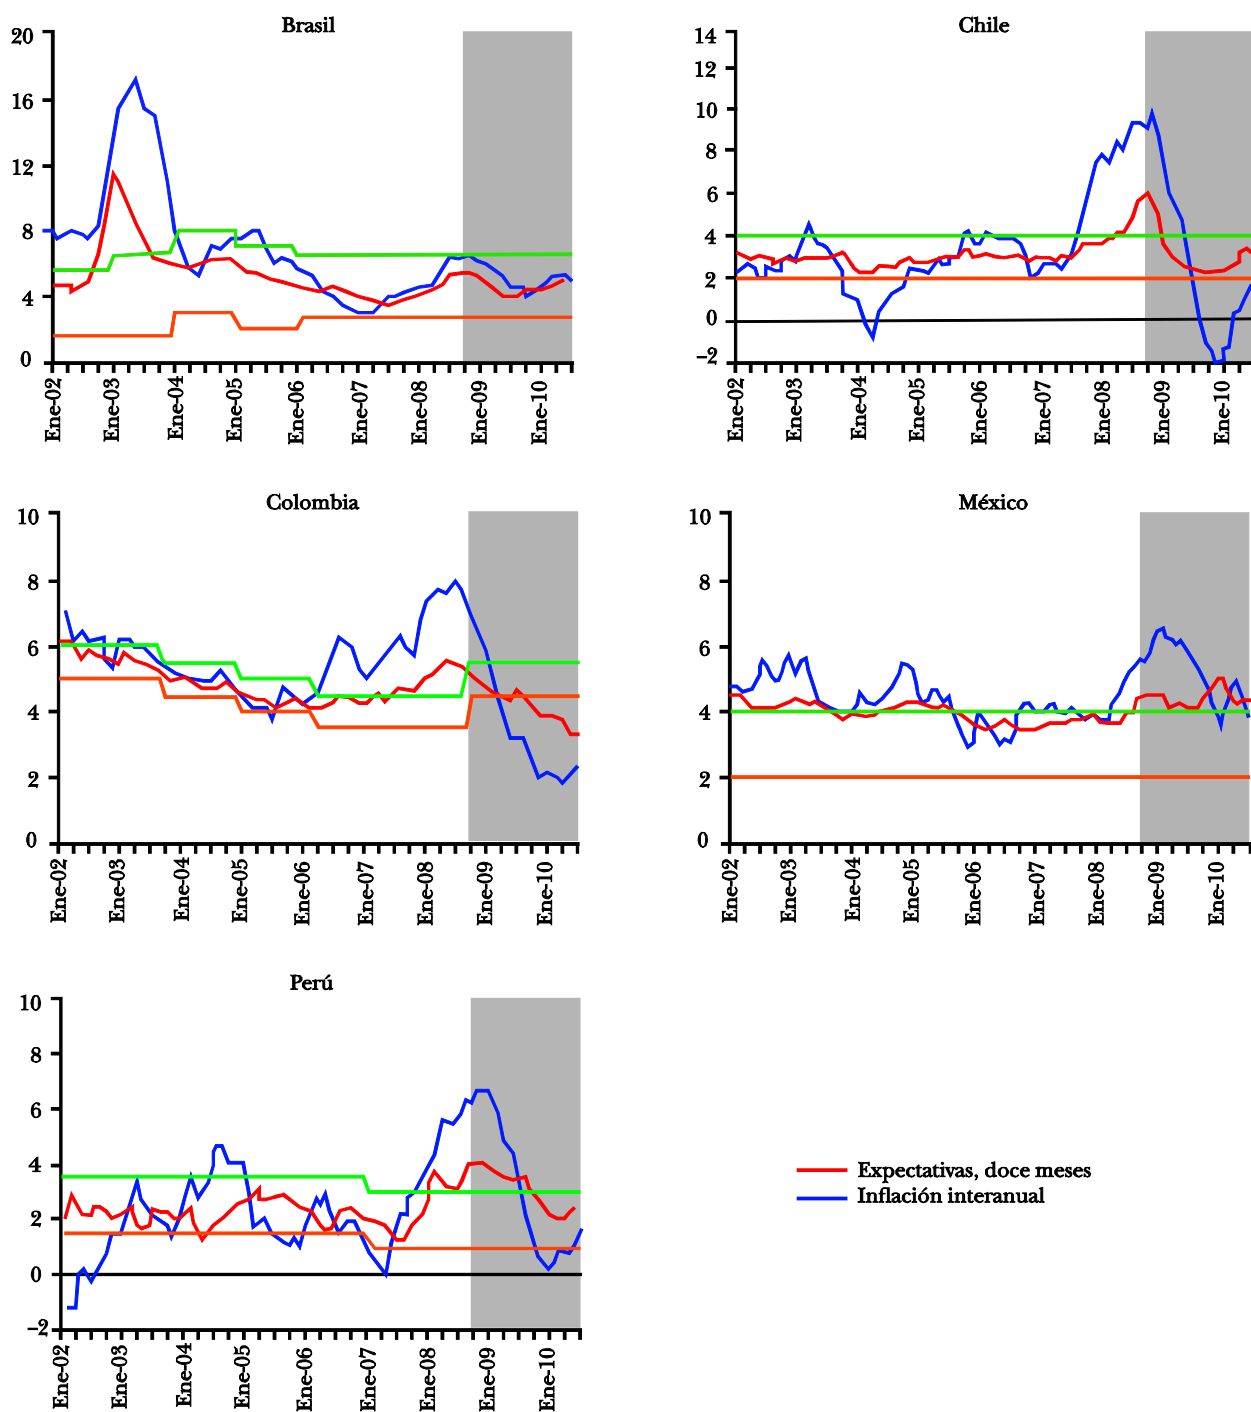 Brasil
20
16
12
8
4
0
Ene-02
Ene-03
Ene-04
Ene-05
Ene-06
Ene-07
Ene-08
Ene-09
Ene-10
Chile
14
12
10
8
6
4
2
0
–2
Ene-02
Ene-03
Ene-04
Ene-05
Ene-06
Ene-07
Ene-08
Ene-09
Ene-10
Colombia
10
8
6
4
2
0
Ene-02
Ene-03
Ene-04
Ene-05
Ene-06
Ene-07
Ene-08
Ene-09
Ene-10
México
10
8
6
4
2
0
Ene-02
Ene-03
Ene-04
Ene-05
Ene-06
Ene-07
Ene-08
Ene-09
Ene-10
Perú
10
8
6
4
2
0
–2
Ene-02
Ene-03
Ene-04
Ene-05
Ene-06
Ene-07
Ene-08
Ene-09
Ene-10
Expectativas, doce meses
Inflación interanual